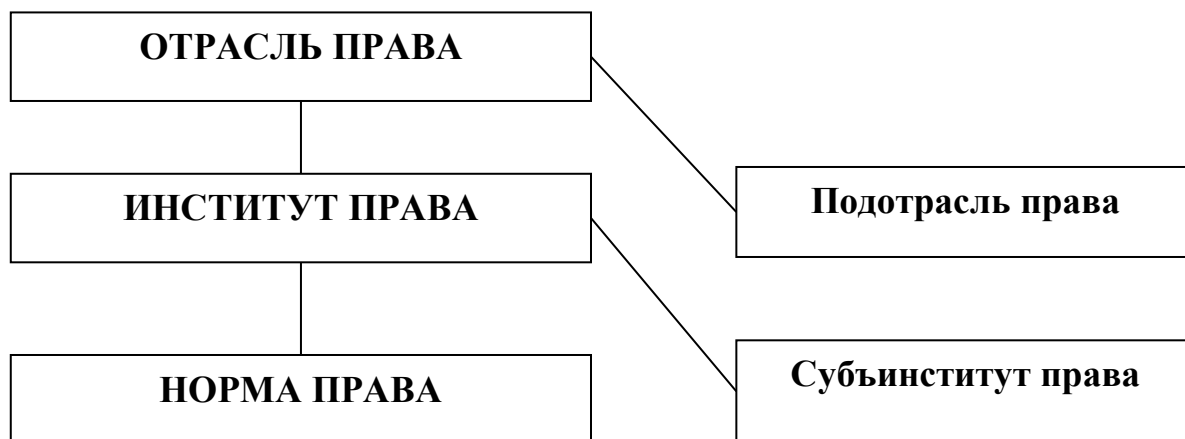 ОТРАСЛЬ ПРАВА
ИНСТИТУТ ПРАВА
Подотрасль права
НОРМА ПРАВА
Субъинститут права